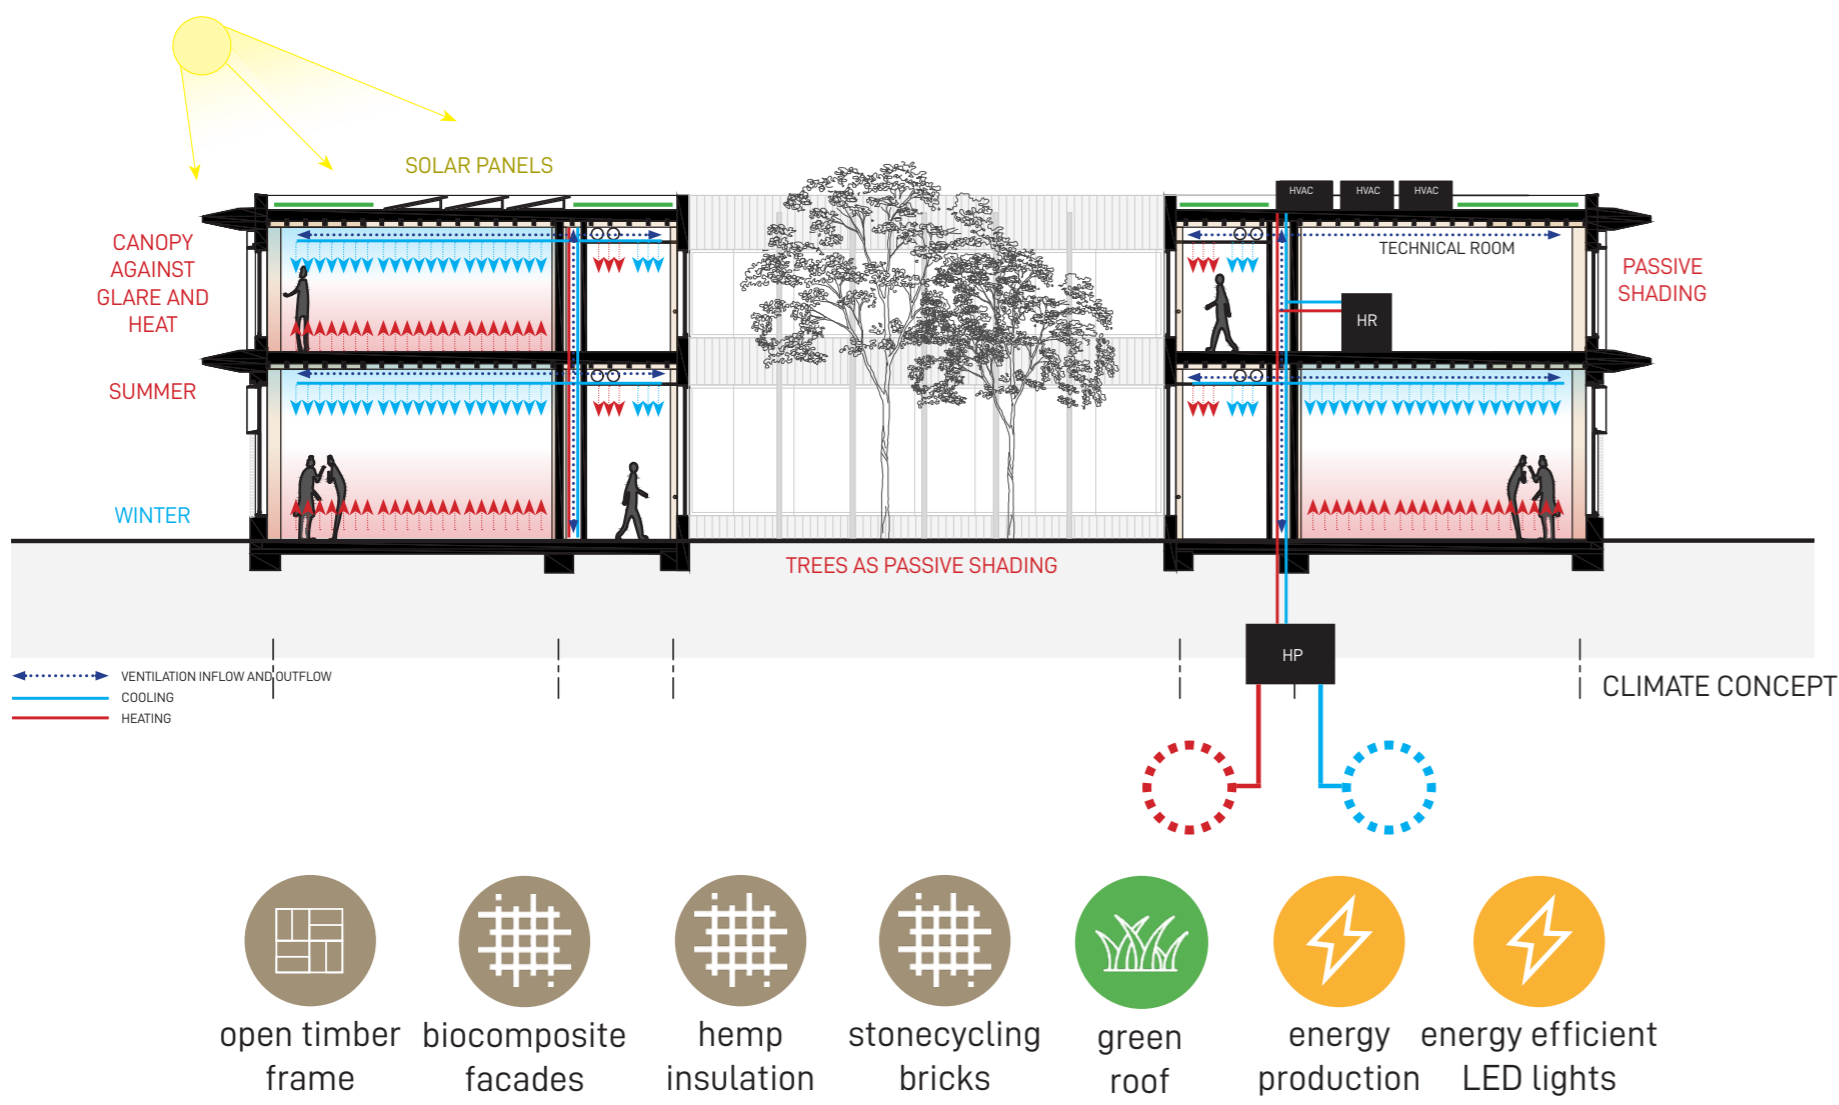 SOLAR PANELS
HVAC
HVAC
HVAC
CANOPY
AGAINST
GLARE AND
HEAT
TECHNICAL ROOM
PASSIVE
SHADING
HR
SUMMER
WINTER
TREES AS PASSIVE SHADING
HP
VENTILATION INFLOW AND OUTFLOW
COOLING
HEATING
CLIMATE CONCEPT
open timber
frame
biocomposite
facades
hemp
insulation
stonecycling
bricks
green
roof
energy
production
energy efficient
LED lights